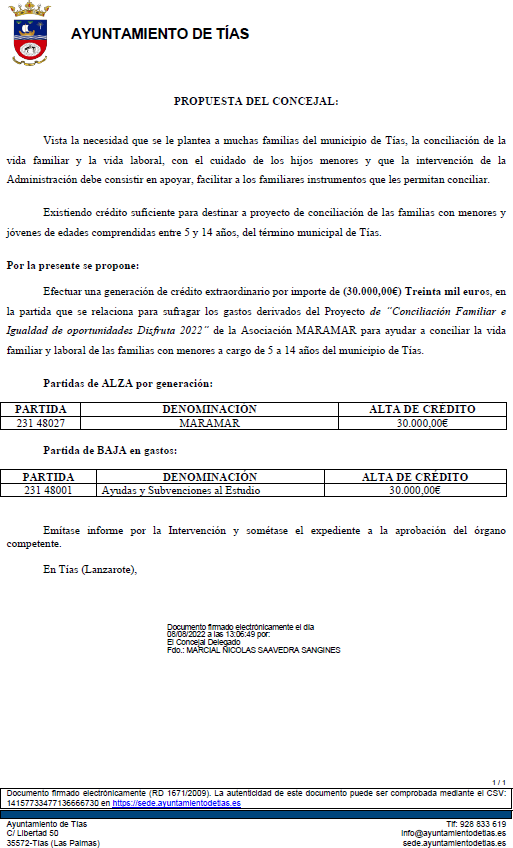 AYUNTAMIENTO DE TÍAS
PROPUESTA DEL CONCEJAL:
Vista la necesidad que se le plantea a muchas familias del municipio de Tías, la conciliación de la
vida familiar y la vida laboral, con el cuidado de los hijos menores y que la intervención de la
Administración debe consistir en apoyar, facilitar a los familiares instrumentos que les permitan conciliar.
Existiendo crédito suficiente para destinar a proyecto de conciliación de las familias con menores y
jóvenes de edades comprendidas entre 5 y 14 años, del término municipal de Tías.
Por la presente se propone:
Efectuar una generación de crédito extraordinario por importe de (30.000,00€) Treinta mil euros, en
la partida que se relaciona para sufragar los gastos derivados del Proyecto de “Conciliación Familiar e
Igualdad de oportunidades Dizfruta 2022” de la Asociación MARAMAR para ayudar a conciliar la vida
familiar y laboral de las familias con menores a cargo de 5 a 14 años del municipio de Tías.
Partidas de ALZA por generación:
PARTIDA DENOMINACION ALTA DE CRÉDITO
231 48027 MARAMAR 30.000,00€
Partida de BAJA en gastos:
PARTIDA DENOMINACIÓN ALTA DE CRÉDITO
231 48001 Ayudas y Subvenciones al Estudio 30.000,00€
Emítase informe por la Intervención y sométase el expediente a la aprobación del órgano
competente.
En Tías (Lanzarote),
Documento firmado electrónicamente el día
08/08/2022 a las 13:06:49 por:
El Concejal Delegado
Fdo.: MARCIAL NICOLAS SAAVEDRA SANGINES
1 / 1
Documento firmado electrónicamente (RD 1671/2009). La autenticidad de este documento puede ser comprobada mediante el CSV:
14157733477136666730 en https://sede.ayuntamientodetias.es
Ayuntamiento de Tías Tlf: 928 833 619
C/ Libertad 50 info@ayuntamientodetias.es
35572-Tías (Las Palmas) sede.ayuntamientodetias.es